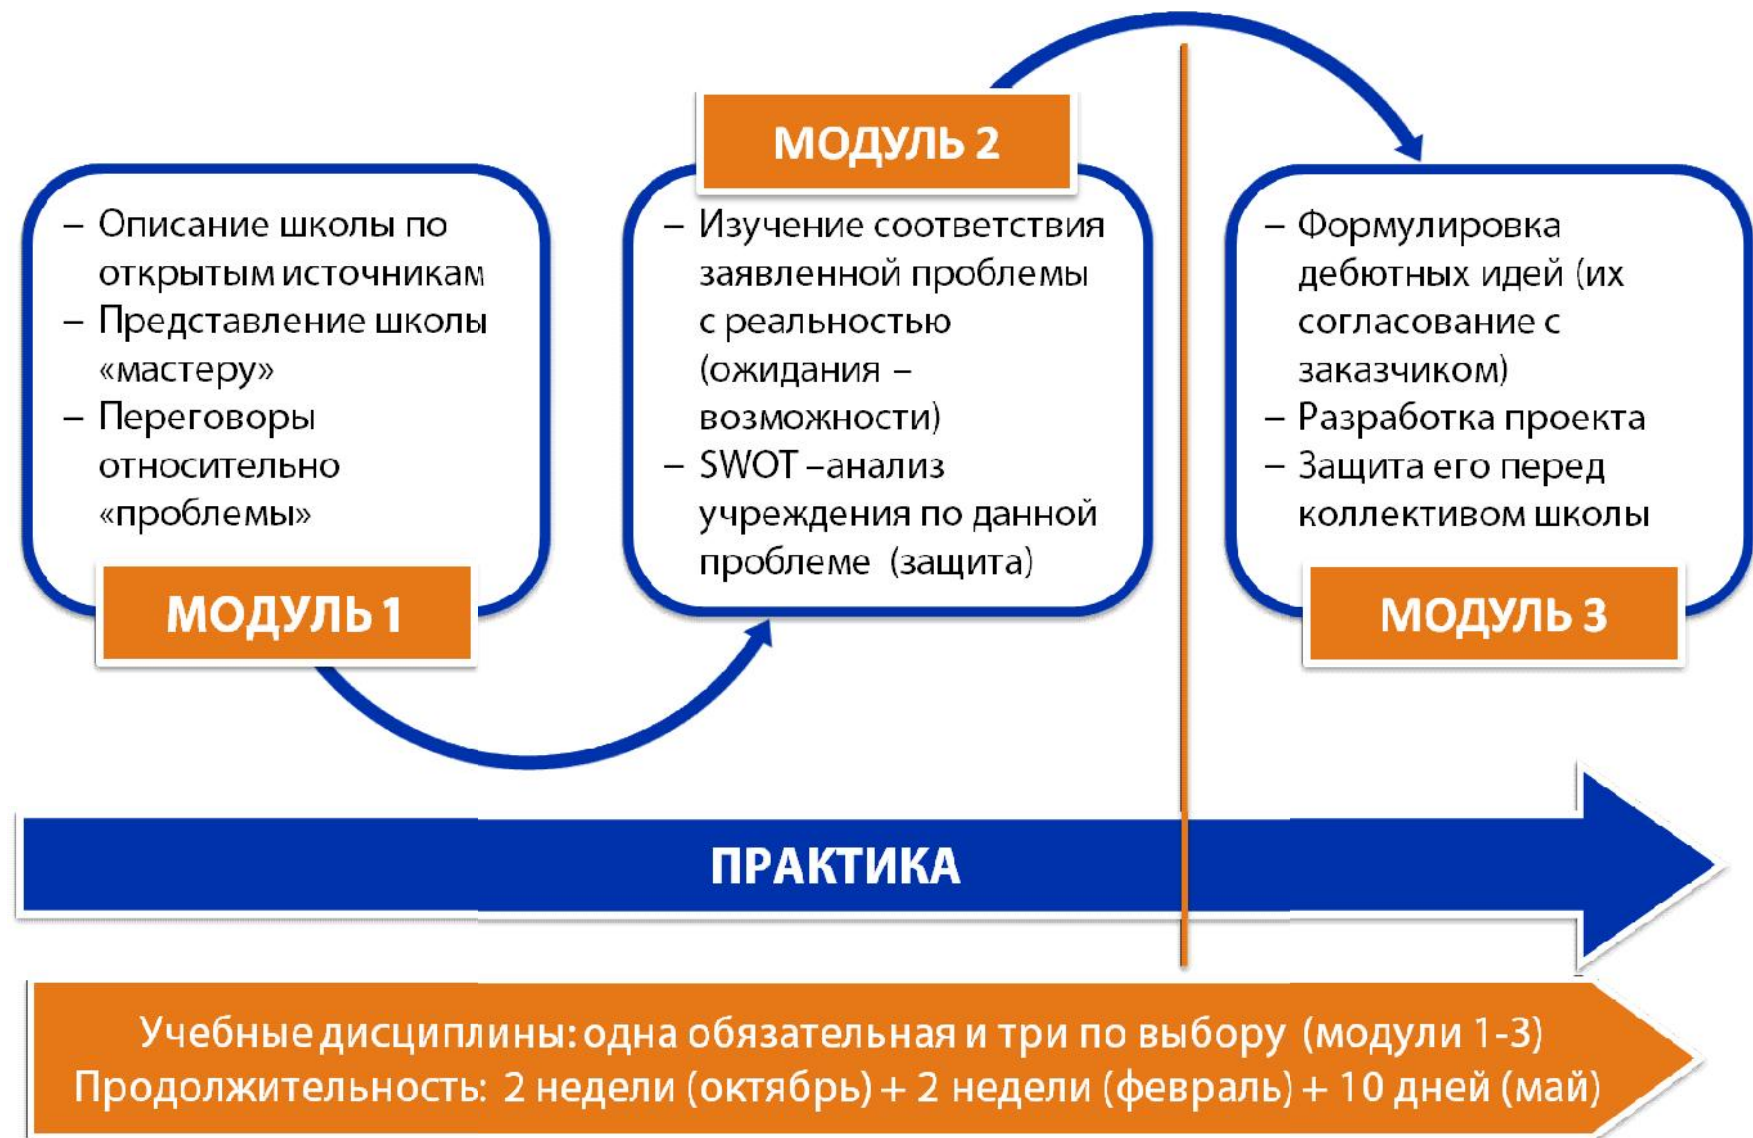 – Описание школы по
открытым источникам
– Представление школы
«мастеру»
– Переговоры
относительно
«проблемы»
МОДУЛЬ 1
МОДУЛЬ 2
– Изучение соответствия
заявленной проблемы
с реальностью
(ожидания –
возможности)
– SWOT –анализ
учреждения по данной
проблеме (защита)
– Формулировка
дебютных идей (их
согласование с
заказчиком)
– Разработка проекта
– Защита его перед
коллективом школы
МОДУЛЬ 3
ПРАКТИКА
Учебные дисциплины: одна обязательная и три по выбору (модули 1-3)
Продолжительность: 2 недели (октябрь) + 2 недели (февраль) + 10 дней (май)